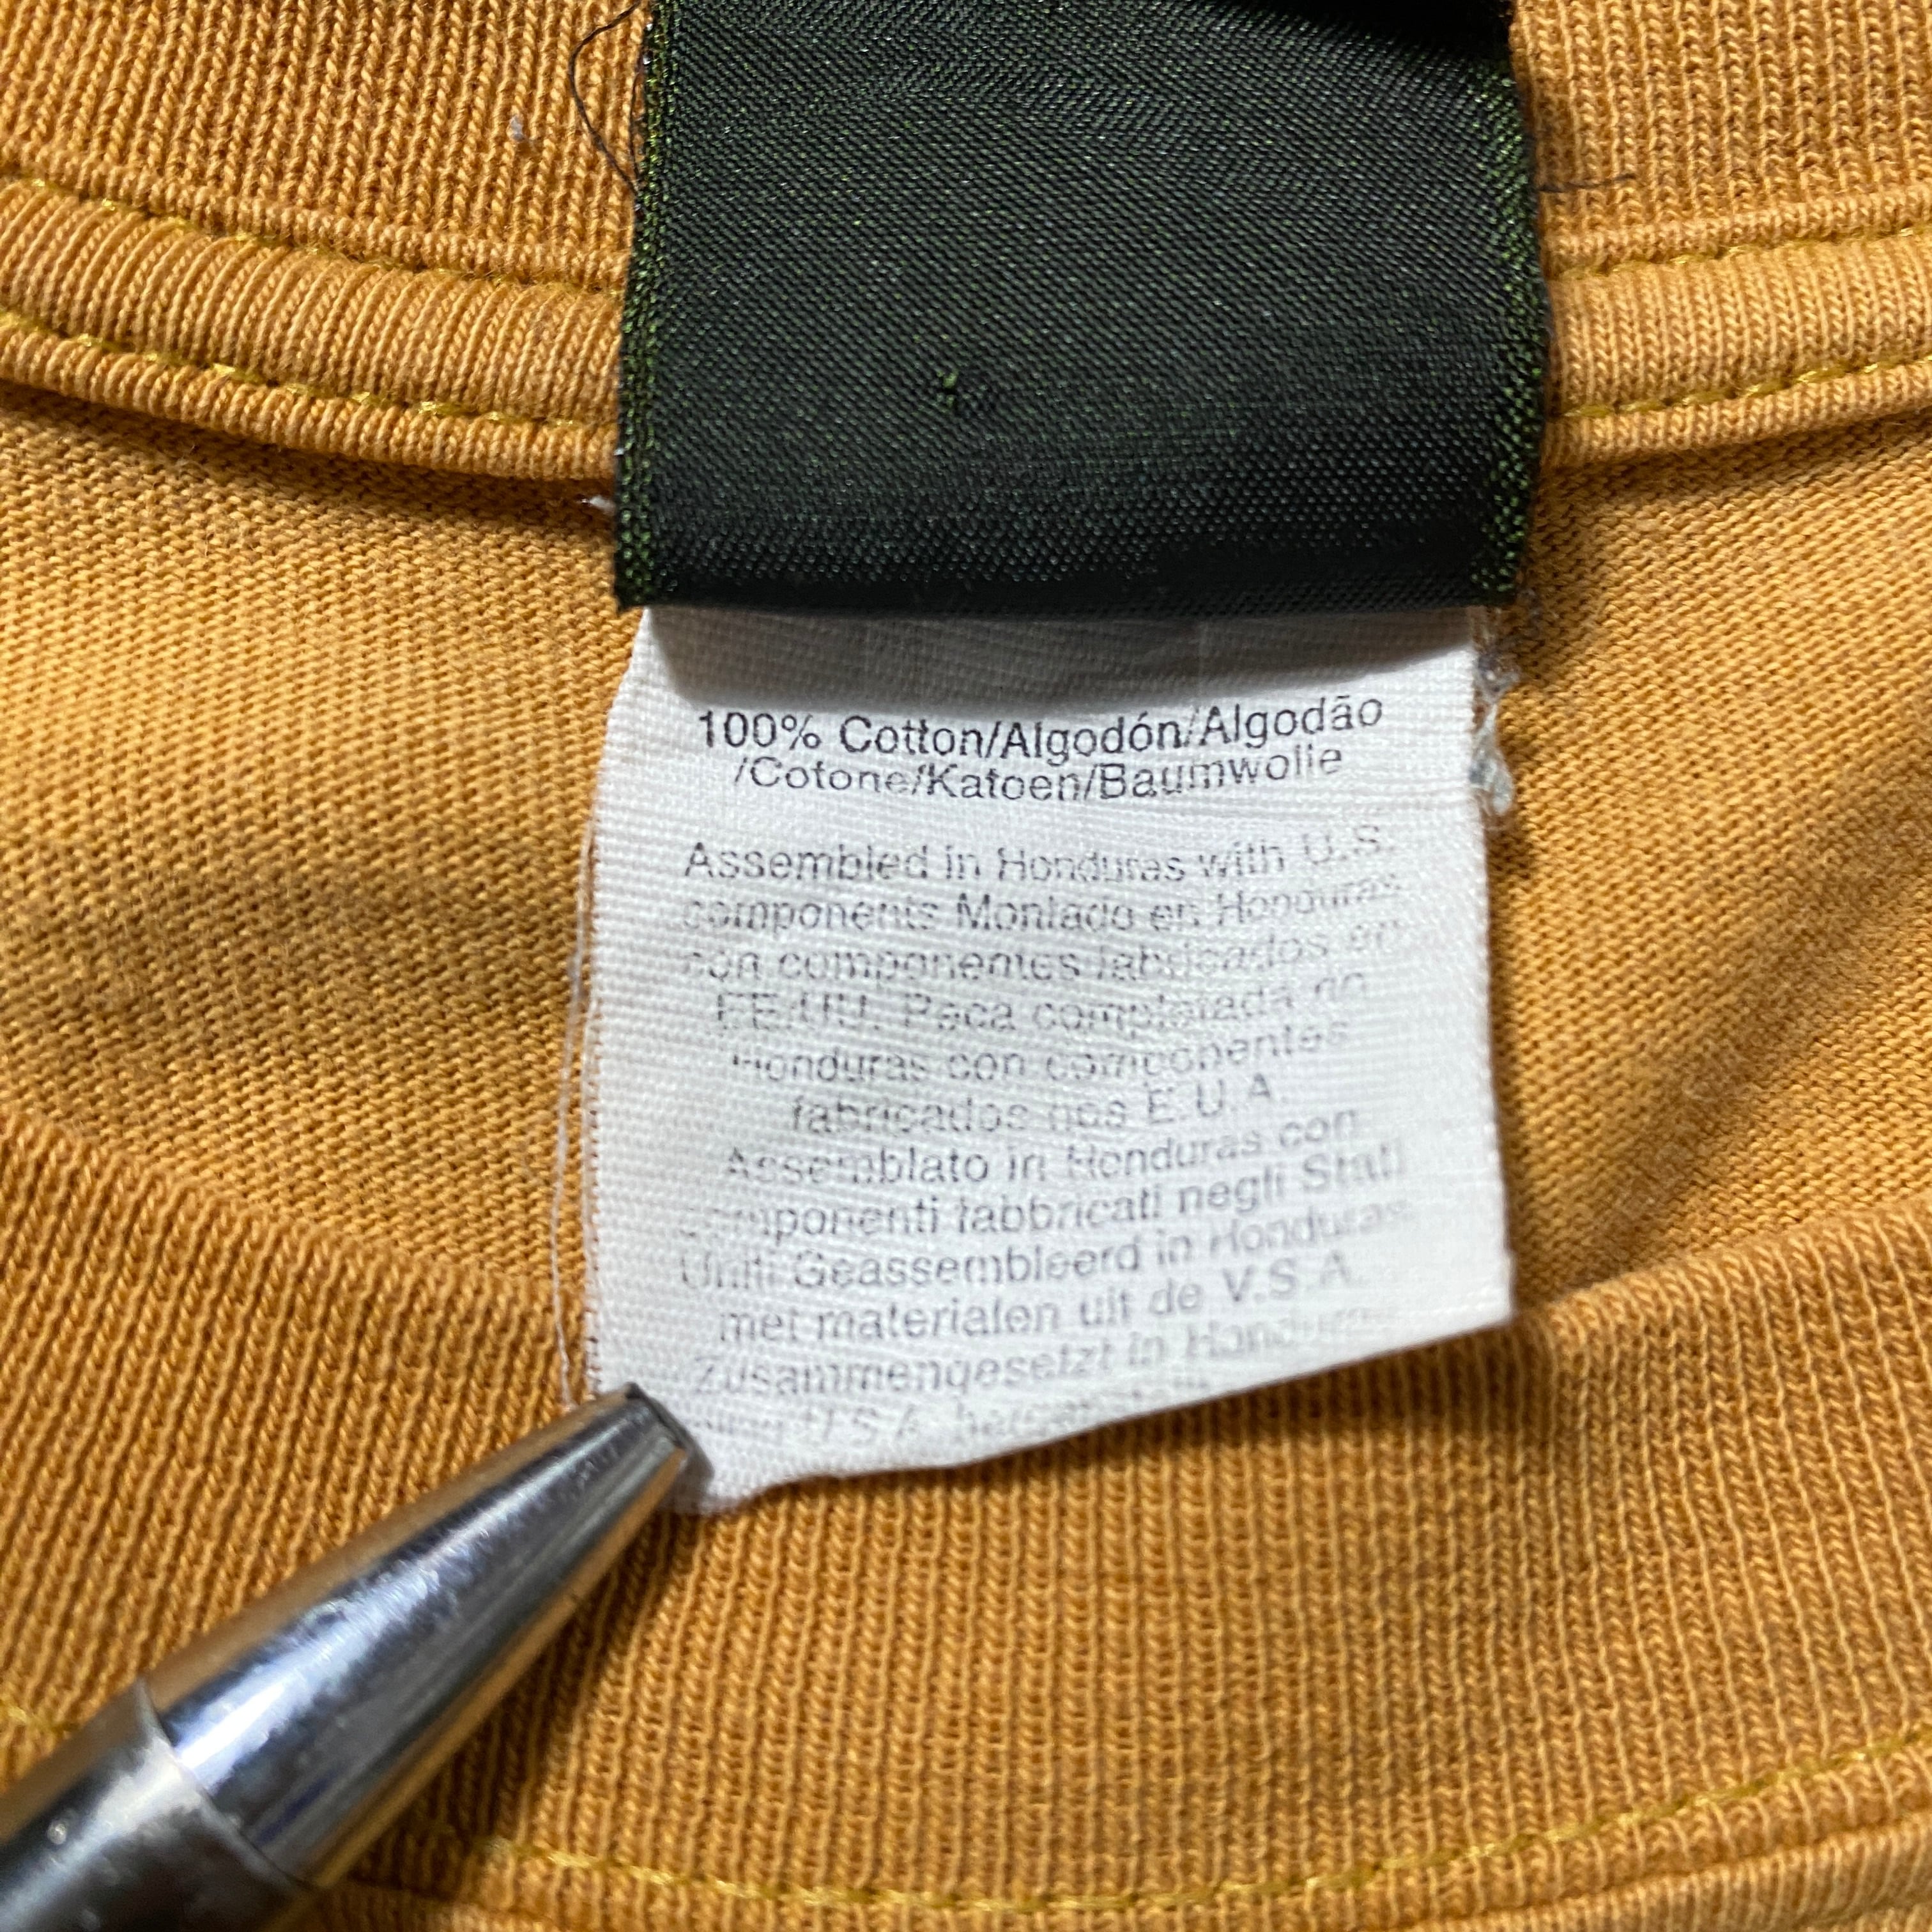 100% Cotton/Algodón/Algodão
/Cotone/Katoen/Baumwolle
Assembled in Honduras with U.S.
components Montado en Honduras
con componentes fabricados en
EE.UU. Peca completada no
Honduras con componentes
fabricados nos E.U.A
Assemblato in Honduras con
componenti fabbricati negli Stati
Uniti Geassembleerd in Honduras
met materialen uit de V.S.A.
Zusammengesetzt in Honduras
U.S.A.